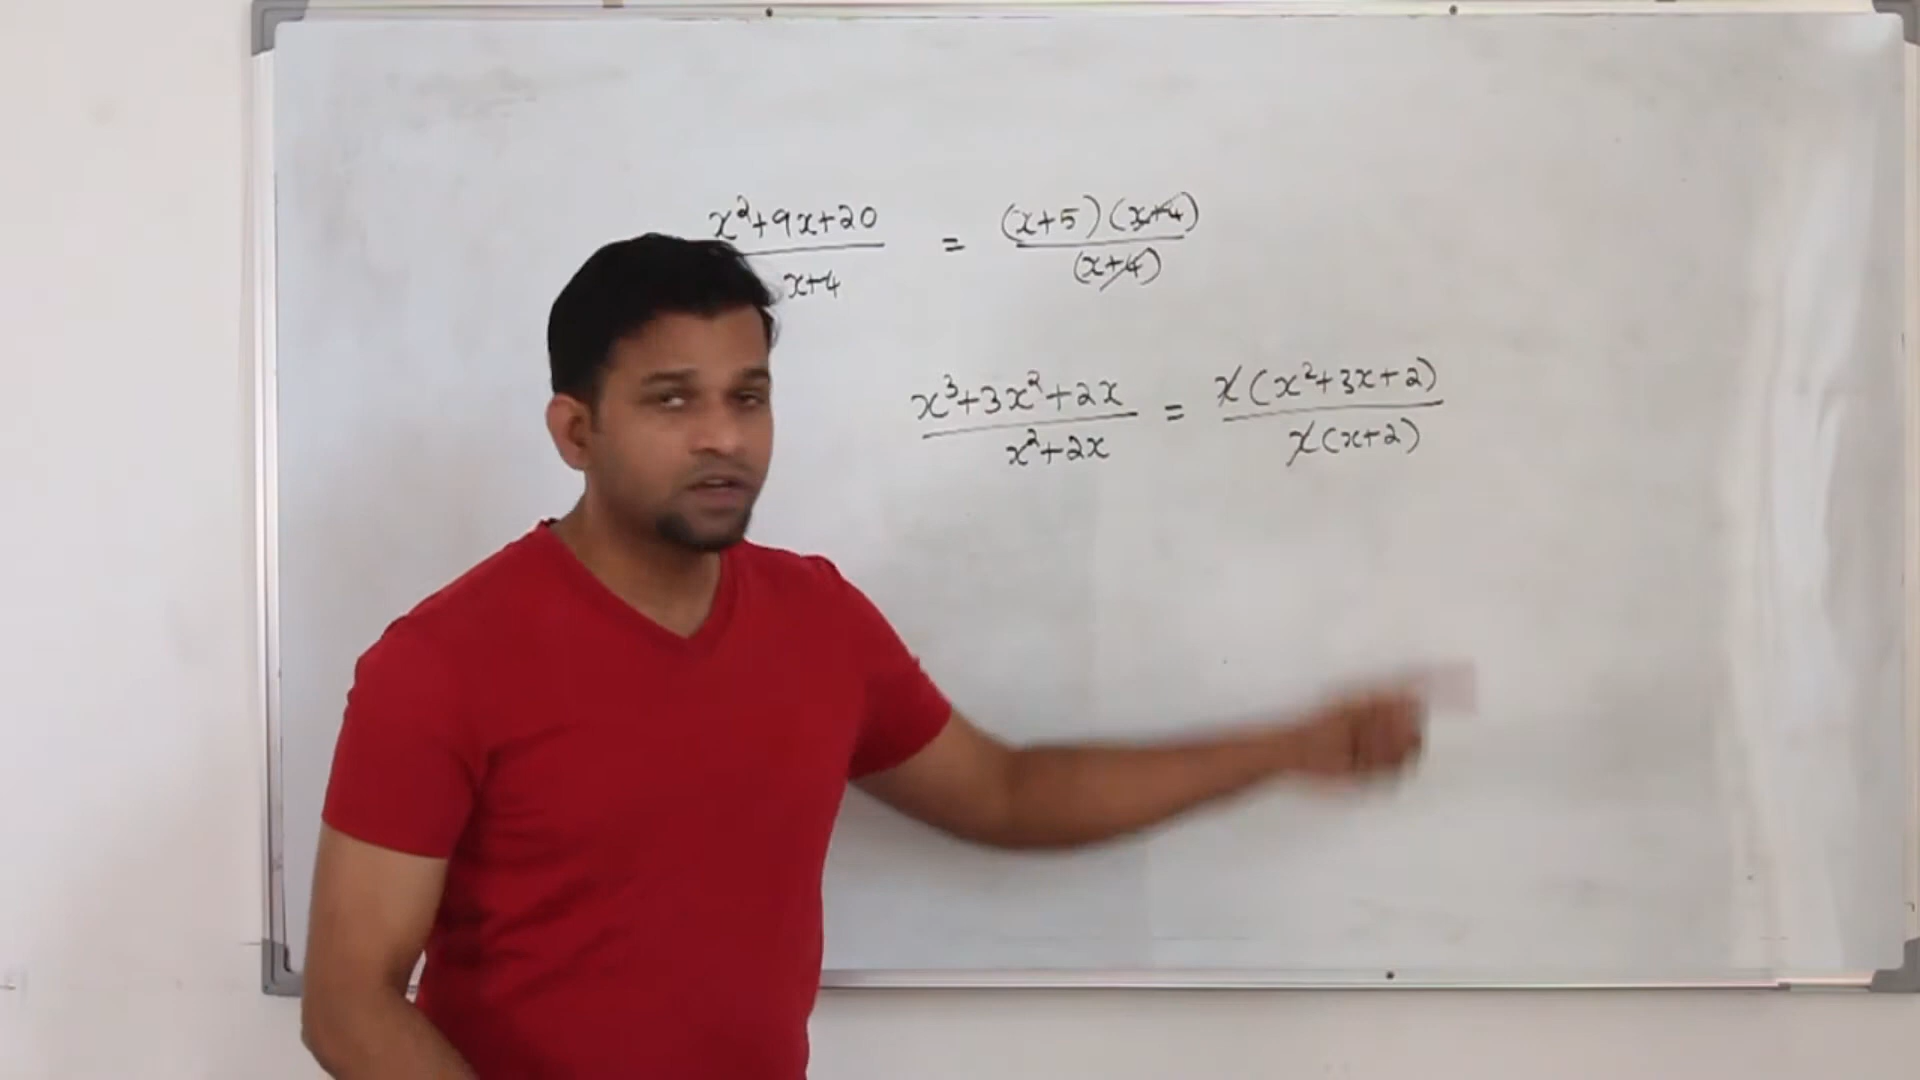 x²+9x+20 = (x+5)(x+4)
x+4 (x+4)
x³+3x²+2x = x(x²+3x+2)
x²+2x x(x+2)